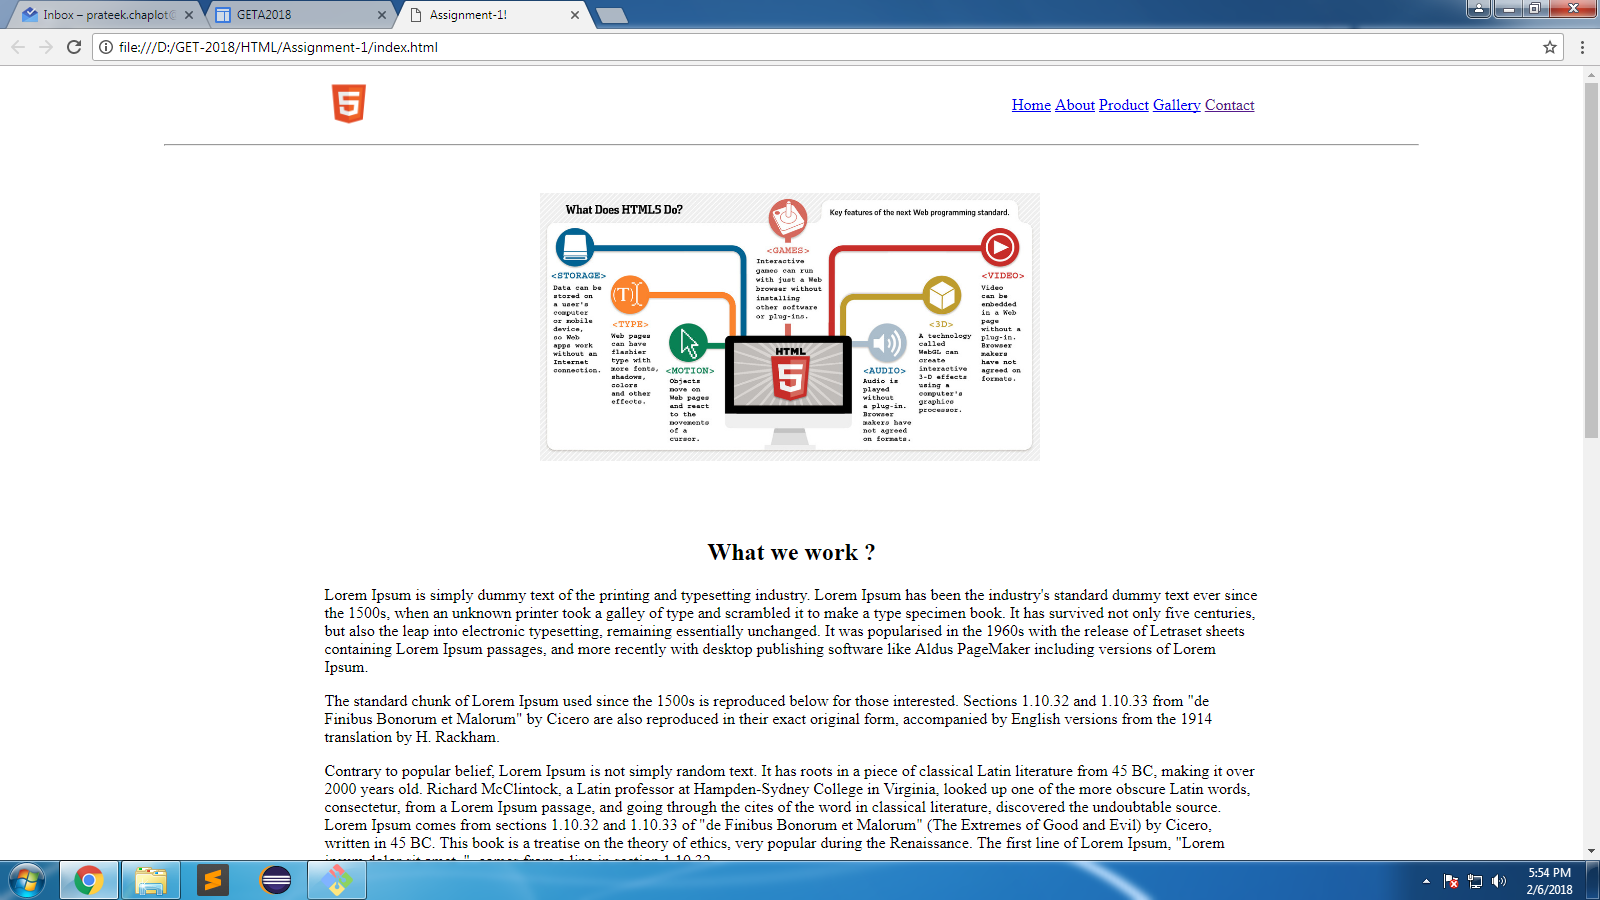 Inbox – prateek.chaplot@
GETA2018
Assignment-1!
file:///D:/GET-2018/HTML/Assignment-1/index.html
5
Home About Product Gallery Contact
What Does HTML5 Do?
Key features of the next Web programming standard.
<GAMES>
Interactive
games can run
with just a Web
browser without
installing
other software
or plug-ins.
<STORAGE>
Data can be
stored on
a user's
computer
or mobile
device,
so Web
apps work
without an
Internet
connection.
<VIDEO>
Video
can be
embedded
in a Web
page
without a
plug-in.
Browser
makers
have not
agreed on
formats.
(T)
<TYPE>
Web pages
can have
flashier
type with
more fonts,
shadows,
colors
and other
effects.
<3D>
A technology
called
WebGL can
create
interactive
3-D effects
using a
computer's
graphics
processor.
<MOTION>
Objects
move on
Web pages
and react
to the
movements
of a
cursor.
HTML
5
<AUDIO>
Audio is
played
without
a plug-in.
Browser
makers have
not agreed
on formats.
What we work ?
Lorem Ipsum is simply dummy text of the printing and typesetting industry. Lorem Ipsum has been the industry's standard dummy text ever since
the 1500s, when an unknown printer took a galley of type and scrambled it to make a type specimen book. It has survived not only five centuries,
but also the leap into electronic typesetting, remaining essentially unchanged. It was popularised in the 1960s with the release of Letraset sheets
containing Lorem Ipsum passages, and more recently with desktop publishing software like Aldus PageMaker including versions of Lorem
Ipsum.
The standard chunk of Lorem Ipsum used since the 1500s is reproduced below for those interested. Sections 1.10.32 and 1.10.33 from "de
Finibus Bonorum et Malorum" by Cicero are also reproduced in their exact original form, accompanied by English versions from the 1914
translation by H. Rackham.
Contrary to popular belief, Lorem Ipsum is not simply random text. It has roots in a piece of classical Latin literature from 45 BC, making it over
2000 years old. Richard McClintock, a Latin professor at Hampden-Sydney College in Virginia, looked up one of the more obscure Latin words,
consectetur, from a Lorem Ipsum passage, and going through the cites of the word in classical literature, discovered the undoubtable source.
Lorem Ipsum comes from sections 1.10.32 and 1.10.33 of "de Finibus Bonorum et Malorum" (The Extremes of Good and Evil) by Cicero,
written in 45 BC. This book is a treatise on the theory of ethics, very popular during the Renaissance. The first line of Lorem Ipsum, "Lorem
5:54 PM
2/6/2018